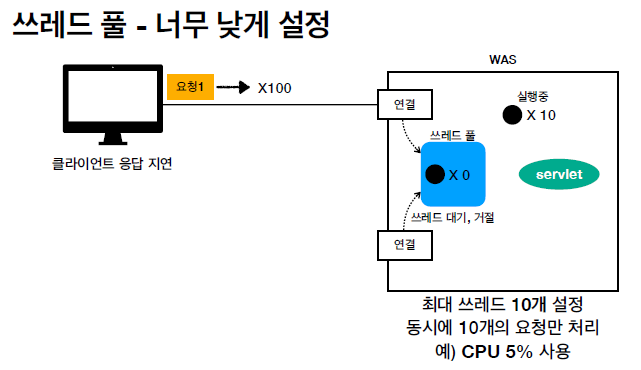 쓰레드 풀 - 너무 낮게 설정
WAS
요청1
X100
연결
실행중
X 10
쓰레드 풀
클라이언트 응답 지연
X 0
servlet
쓰레드 대기, 거절
연결
최대 쓰레드 10개 설정
동시에 10개의 요청만 처리
예) CPU 5% 사용